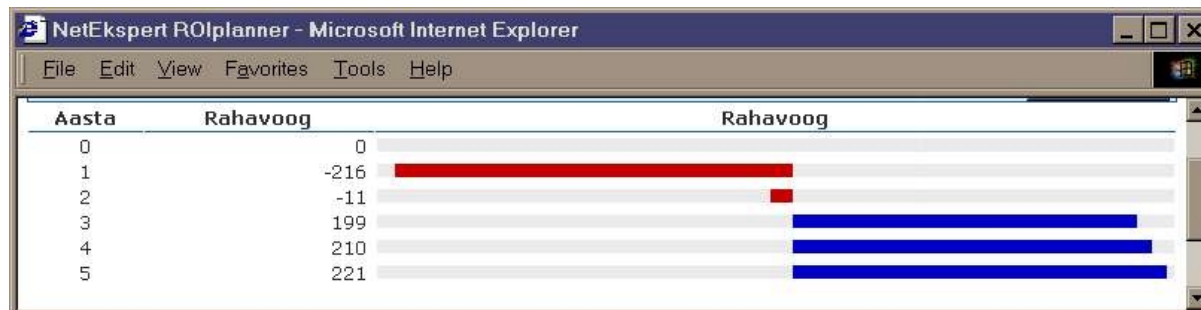 NetEkspert ROIplanner - Microsoft Internet Explorer
File Edit View Favorites Tools Help
Aasta Rahavoog Rahavoog
0 0
1 -216
2 -11
3 199
4 210
5 221